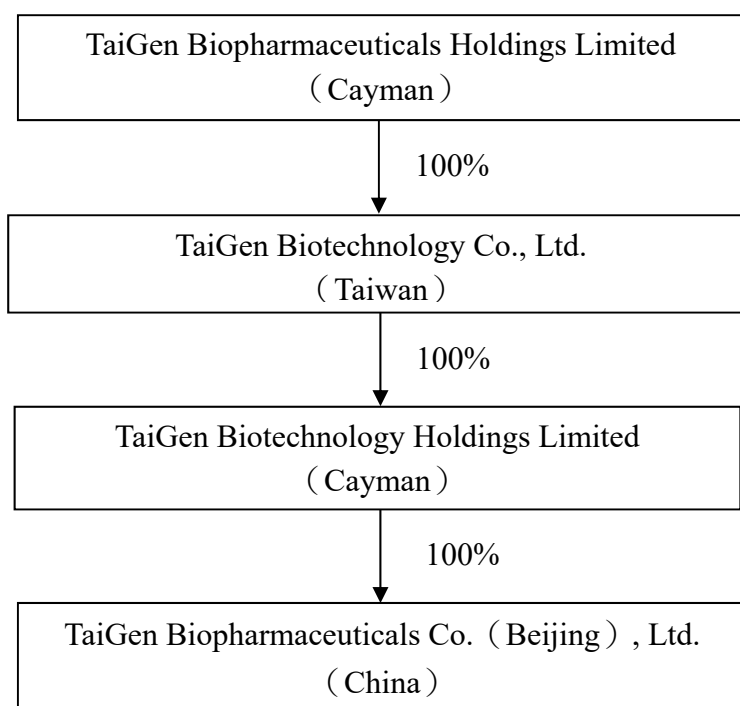 TaiGen Biopharmaceuticals Holdings Limited
（Cayman）
100%
TaiGen Biotechnology Co., Ltd.
（Taiwan）
100%
TaiGen Biotechnology Holdings Limited
（Cayman）
100%
TaiGen Biopharmaceuticals Co.（Beijing）, Ltd.
（China）